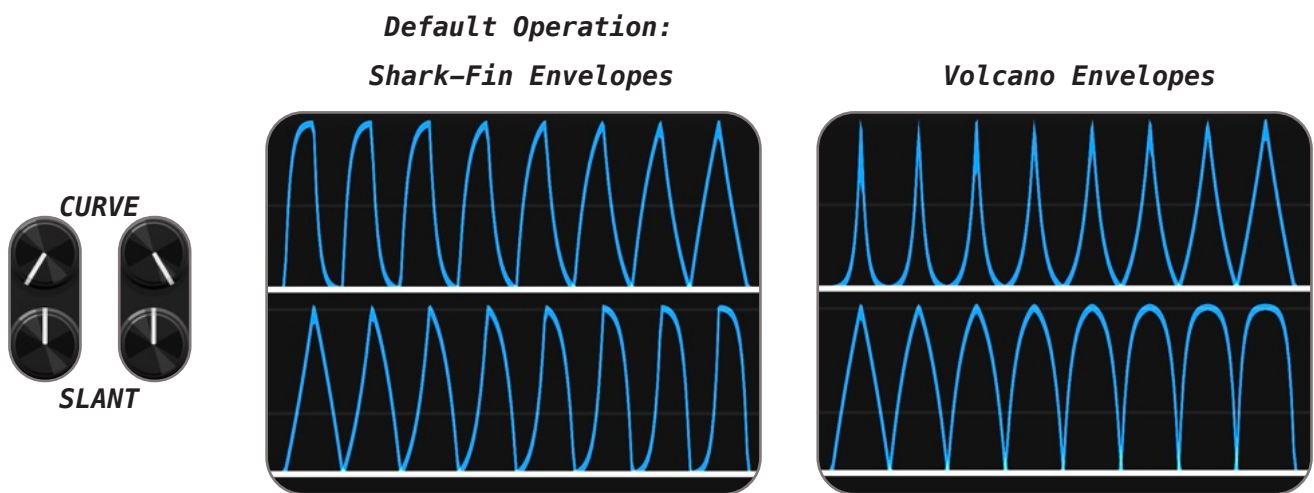 Default Operation:
Shark-Fin Envelopes
Volcano Envelopes
CURVE
SLANT